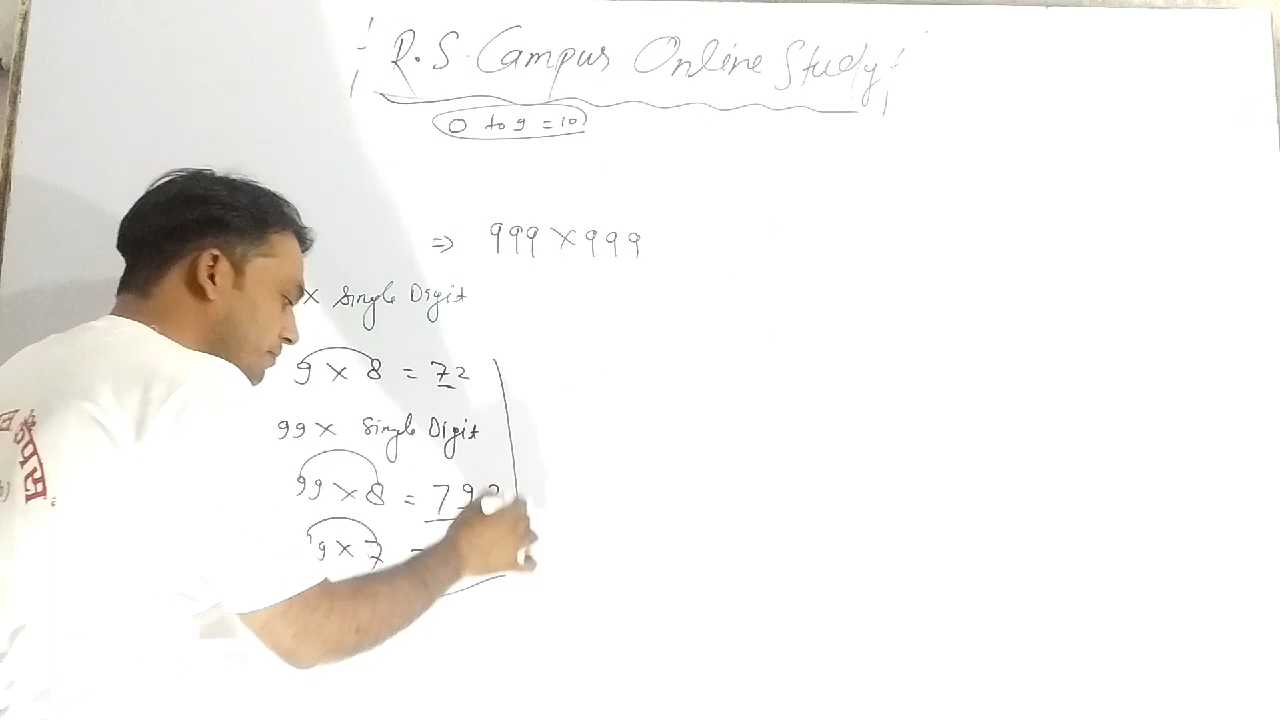 R.S. Campus Online Study
0 to 9 = 10
⇒ 999 × 999
× Single Digit
9 × 8 = 72
99 × Single Digit
99 × 8 = 79
9 × 7 =